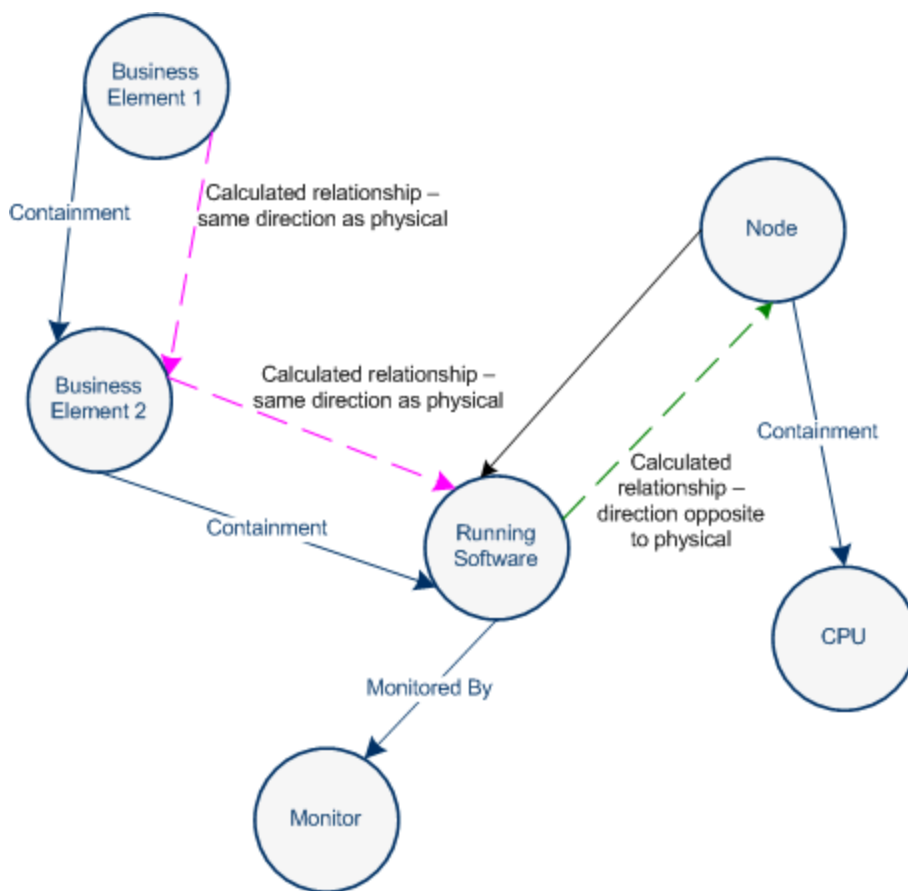 Business
Element 1
Calculated relationship –
same direction as physical
Containment
Node
Business
Element 2
Calculated relationship –
same direction as physical
Containment
Calculated
relationship –
direction opposite
to physical
Containment
Running
Software
CPU
Monitored By
Monitor